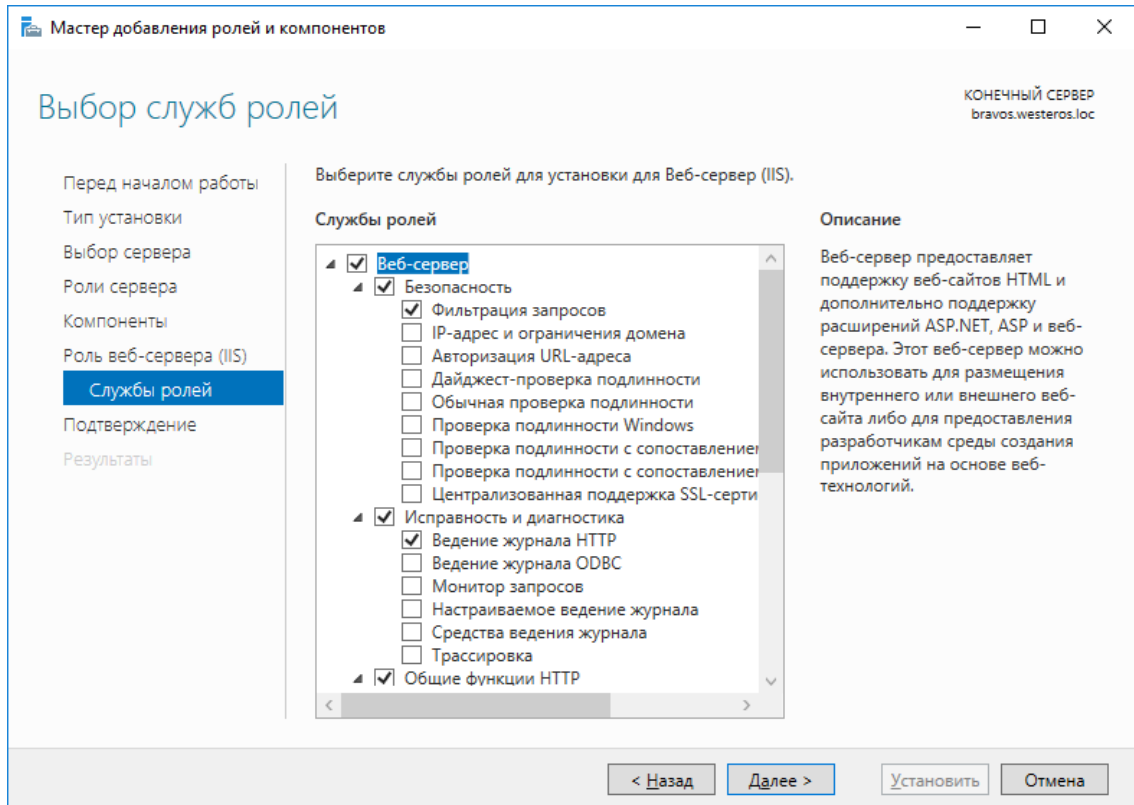 Мастер добавления ролей и компонентов
Выбор служб ролей
КОНЕЧНЫЙ СЕРВЕР
bravos.westeros.loc
Перед началом работы
Тип установки
Выбор сервера
Роли сервера
Компоненты
Роль веб-сервера (IIS)
Службы ролей
Подтверждение
Результаты
Выберите службы ролей для установки для Веб-сервер (IIS).
Службы ролей
Веб-сервер
Безопасность
Фильтрация запросов
IP-адрес и ограничения домена
Авторизация URL-адреса
Дайджест-проверка подлинности
Обычная проверка подлинности
Проверка подлинности Windows
Проверка подлинности с сопоставление
Проверка подлинности с сопоставление
Централизованная поддержка SSL-серти
Исправность и диагностика
Ведение журнала HTTP
Ведение журнала ODBC
Монитор запросов
Настраиваемое ведение журнала
Средства ведения журнала
Трассировка
Общие функции HTTP
Описание
Веб-сервер предоставляет
поддержку веб-сайтов HTML и
дополнительно поддержку
расширений ASP.NET, ASP и веб-
сервера. Этот веб-сервер можно
использовать для размещения
внутреннего или внешнего веб-
сайта либо для предоставления
разработчикам среды создания
приложений на основе веб-
технологий.
< Назад
Далее >
Установить
Отмена